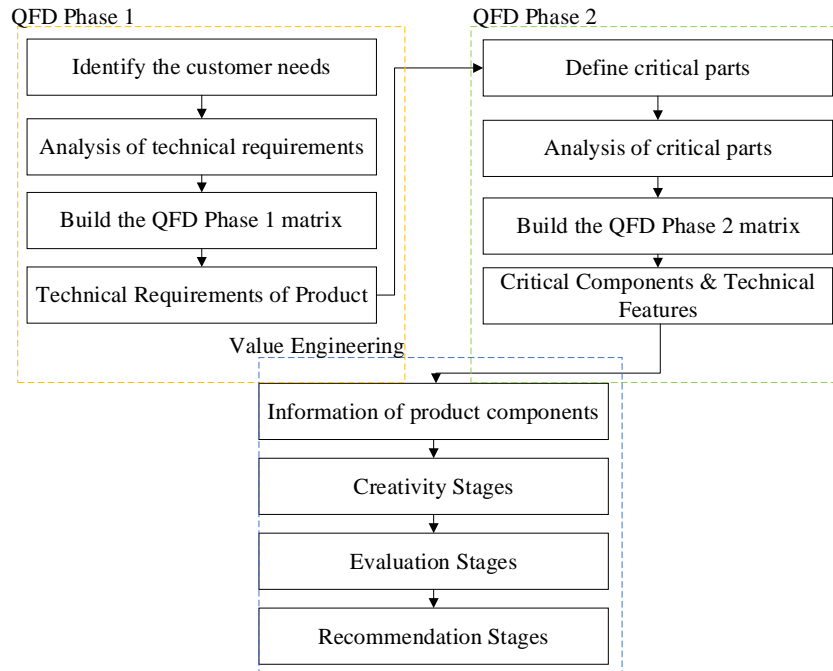 QFD Phase 1
Identify the customer needs
Analysis of technical requirements
Build the QFD Phase 1 matrix
Technical Requirements of Product
QFD Phase 2
Define critical parts
Analysis of critical parts
Build the QFD Phase 2 matrix
Critical Components & Technical
Features
Value Engineering
Information of product components
Creativity Stages
Evaluation Stages
Recommendation Stages